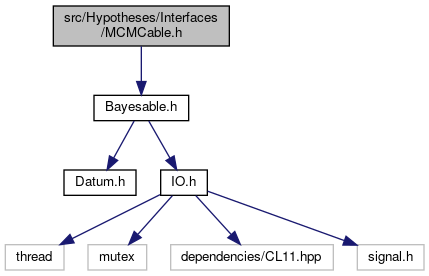 src/Hypotheses/Interfaces
/MCMCable.h
Bayesable.h
Datum.h
IO.h
thread
mutex
dependencies/CL11.hpp
signal.h